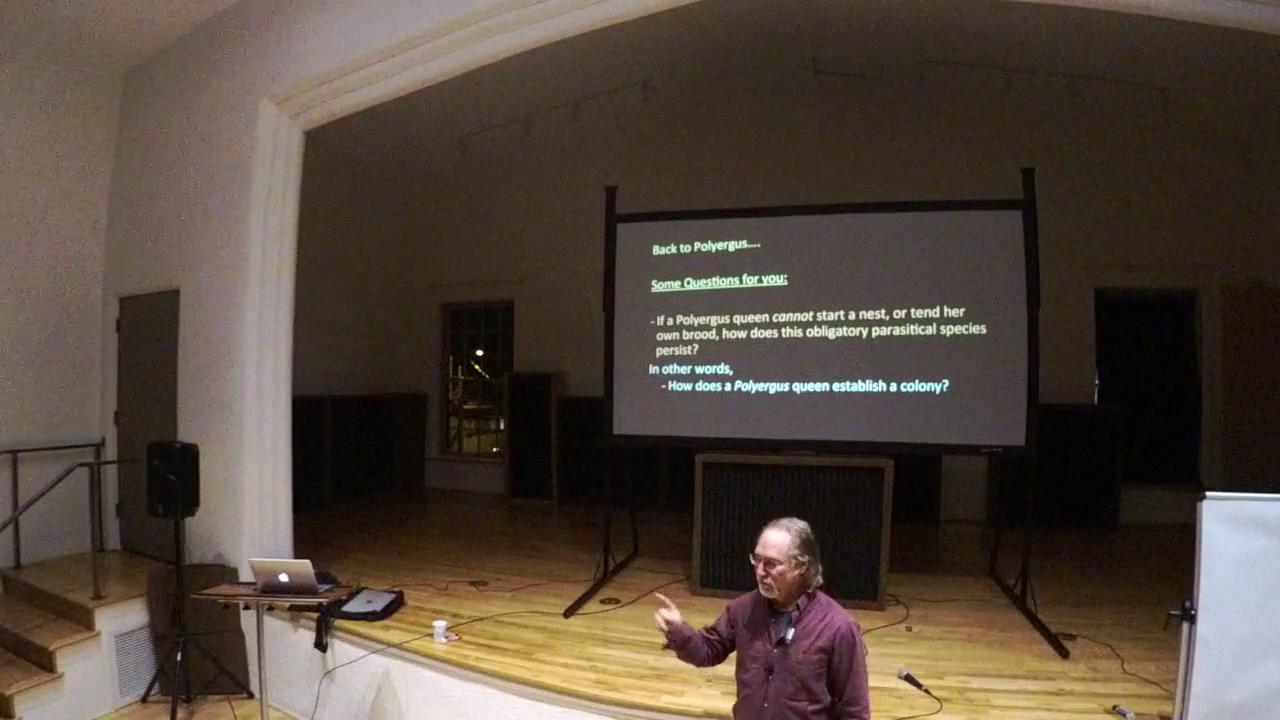 Back to Polyergus....
Some Questions for you:
- If a Polyergus queen cannot start a nest, or tend her
own brood, how does this obligatory parasitical species
persist?
In other words,
- How does a Polyergus queen establish a colony?